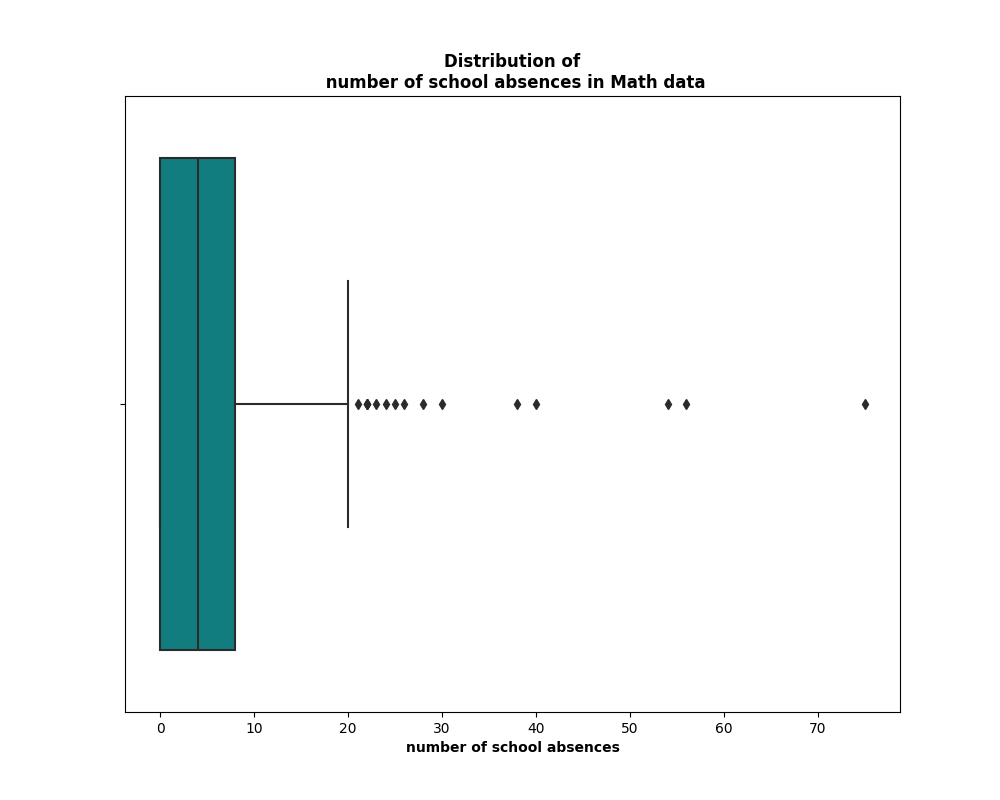 Distribution of
number of school absences in Math data
0 10 20 30 40 50 60 70
number of school absences